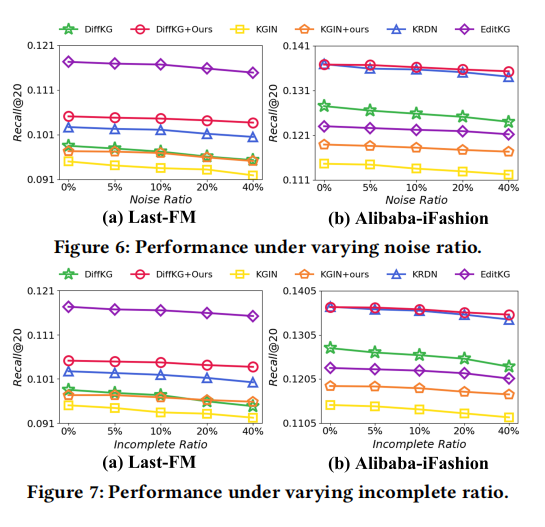 DiffKG DiffKG+Ours KGIN KGIN+ours KRDN EditKG
0.121 0.141
0.111 0.131
0.101 0.121
0.091 0.111
Recall@20 Recall@20
0% 5% 10% 20% 40% 0% 5% 10% 20% 40%
Noise Ratio Noise Ratio
(a) Last-FM (b) Alibaba-iFashion
Figure 6: Performance under varying noise ratio.
DiffKG DiffKG+Ours KGIN KGIN+ours KRDN EditKG
0.121 0.1405
0.111 0.1305
0.101 0.1205
0.091 0.1105
Recall@20 Recall@20
0% 5% 10% 20% 40% 0% 5% 10% 20% 40%
Incomplete Ratio Incomplete Ratio
(a) Last-FM (b) Alibaba-iFashion
Figure 7: Performance under varying incomplete ratio.